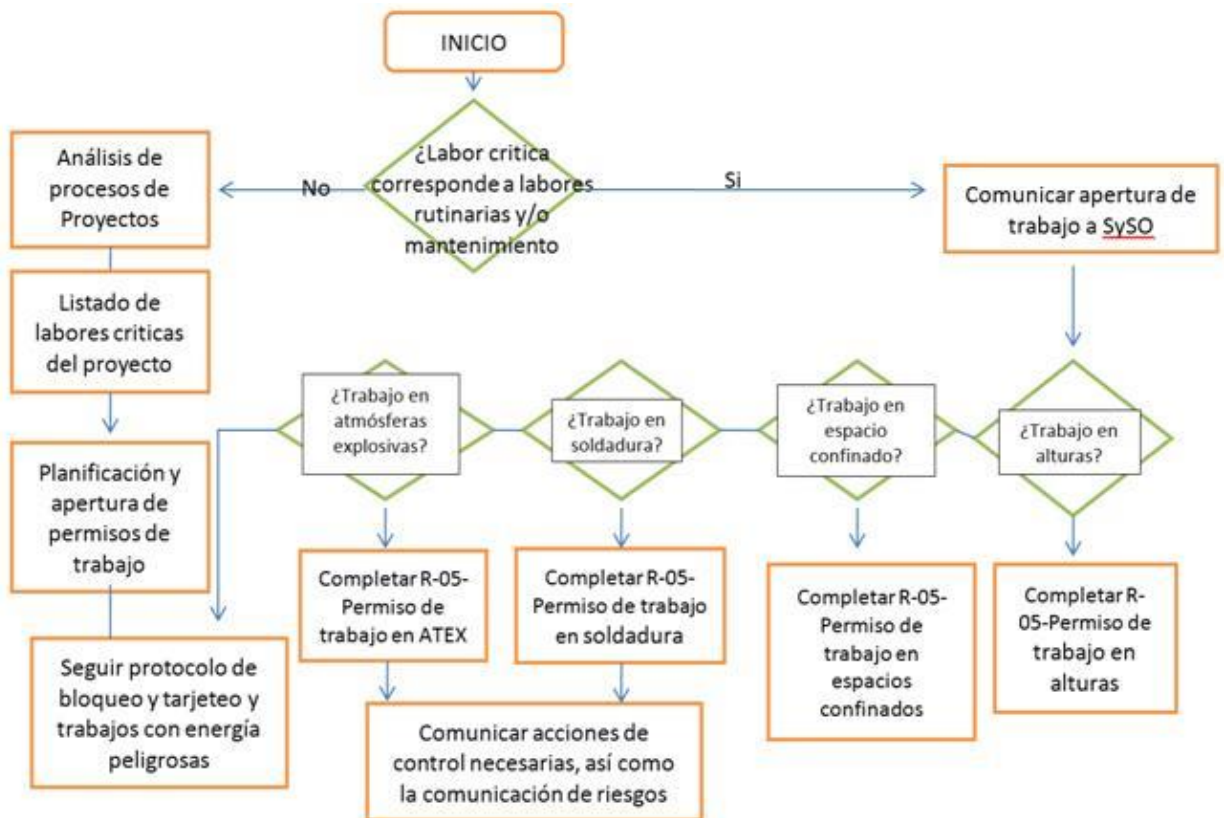 INICIO
¿Labor critica
corresponde a labores
rutinarias y/o
mantenimiento
No
Si
Análisis de
procesos de
Proyectos
Comunicar apertura de
trabajo a SySO
Listado de
labores criticas
del proyecto
¿Trabajo en
atmósferas
explosivas?
¿Trabajo en
soldadura?
¿Trabajo en
espacio
confinado?
¿Trabajo en
alturas?
Planificación y
apertura de
permisos de
trabajo
Completar R-05-
Permiso de
trabajo en ATEX
Completar R-05-
Permiso de trabajo
en soldadura
Completar R-05-
Permiso de
trabajo en
espacios
confinados
Completar R-
05-Permiso de
trabajo en
alturas
Seguir protocolo de
bloqueo y tarjeteo y
trabajos con energía
peligrosas
Comunicar acciones de
control necesarias, así como
la comunicación de riesgos